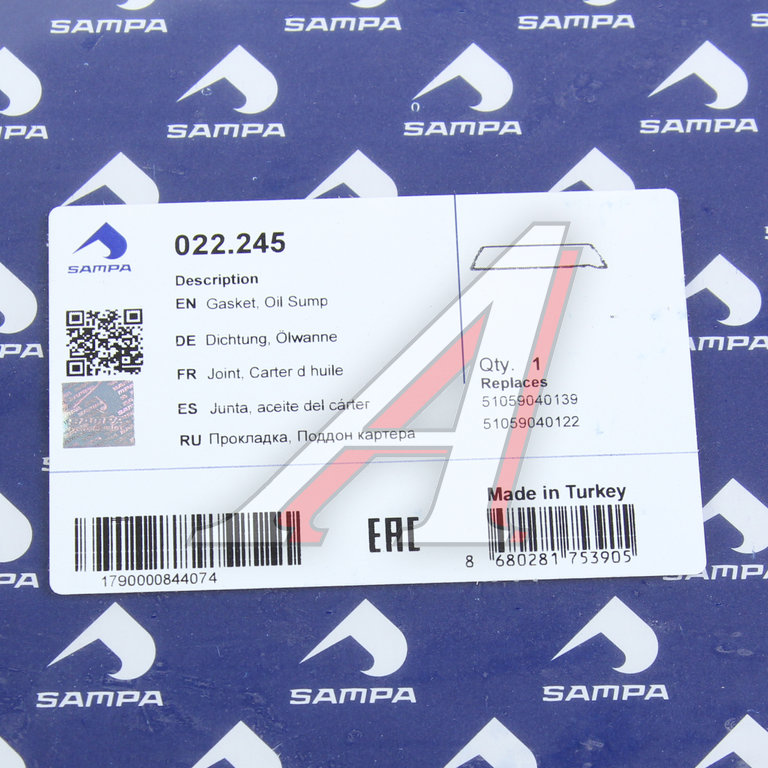 SAMPA
SAMPA
SAMPA
SAMPA
SAMPA
SAMPA
SAMPA
SAMPA
022.245
Description
EN Gasket, Oil Sump
DE Dichtung, Ölwanne
FR Joint, Carter d huile
ES Junta, aceite del cárter
RU Прокладка, Поддон картера
Qty. 1
Replaces
51059040139
51059040122
Made in Turkey
1790000844074
EAC
8 680281 753905
SAMPA
SAMPA
SAMPA
SAMPA